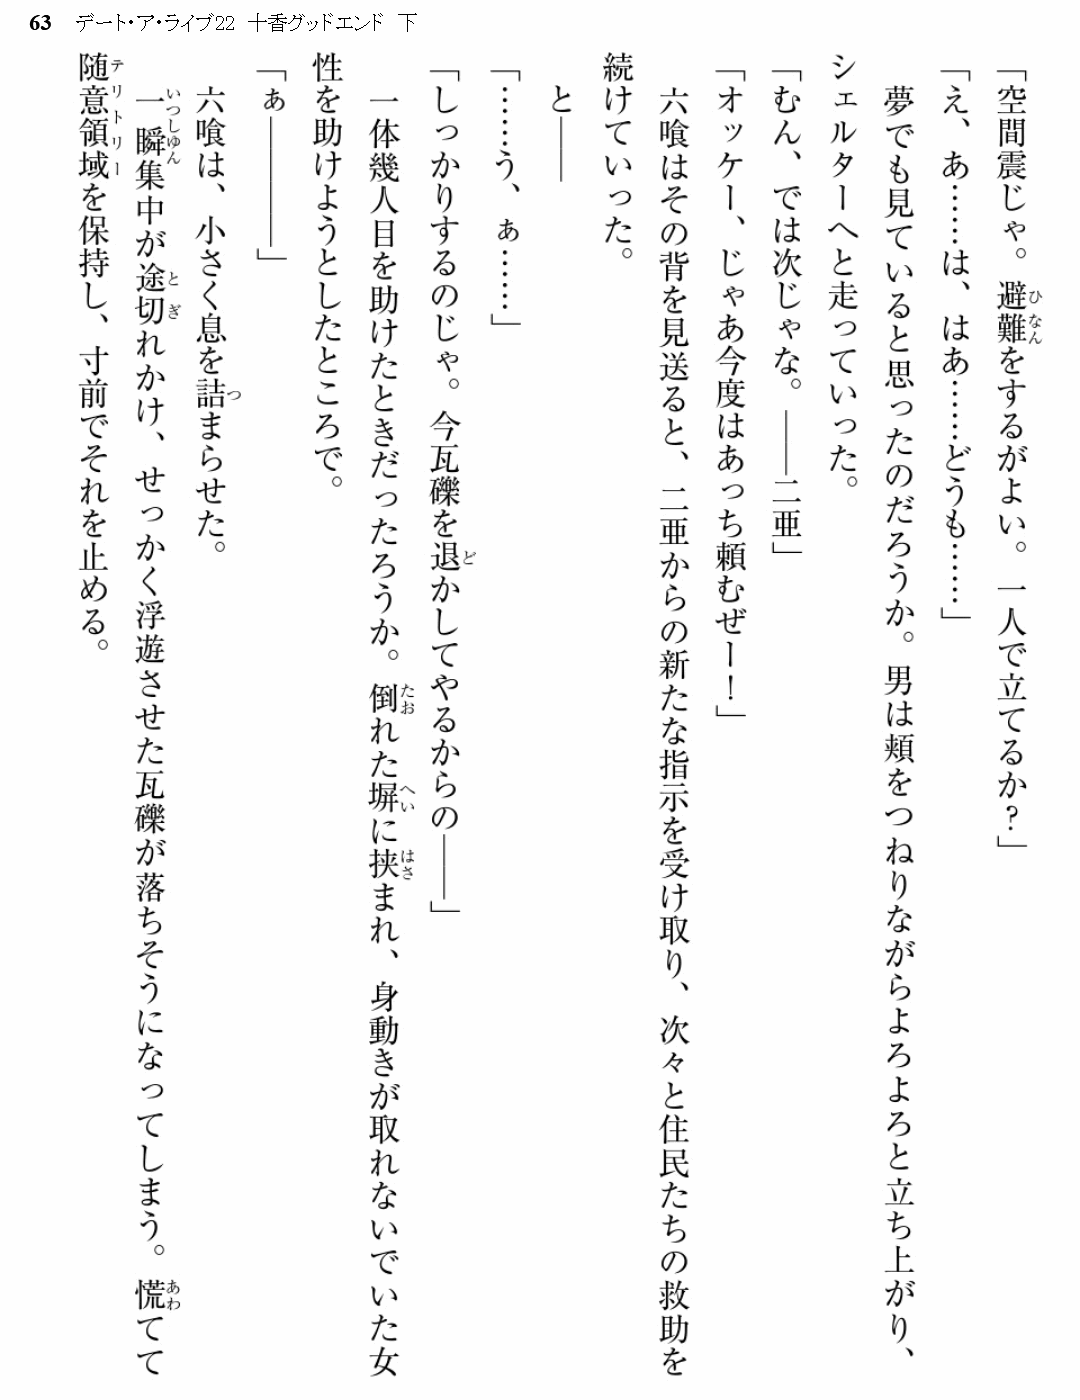 63 デート・ア・ライブ22 十香グッドエンド 下
「空間震じゃ。避難をするがよい。一人で立てるか？」
「え、あ……は、はあ……どうも……」
夢でも見ていると思ったのだろうか。男は頬をつねりながらよろよろと立ち上がり、
シェルターへと走っていった。
「むん、では次じゃな。――二亜」
「オッケー、じゃあ今度はあっち頼むぜー！」
六喰はその背を見送ると、二亜からの新たな指示を受け取り、次々と住民たちの救助を
続けていった。
と――
「……う、ぁ……」
「しっかりするのじゃ。今瓦礫を退かしてやるからの――」
一体幾人目を助けたときだったろうか。倒れた塀に挟まれ、身動きが取れないでいた女
性を助けようとしたところで。
「ぁ――――」
六喰は、小さく息を詰まらせた。
一瞬集中が途切れかけ、せっかく浮遊させた瓦礫が落ちそうになってしまう。慌てて
随意領域を保持し、寸前でそれを止める。